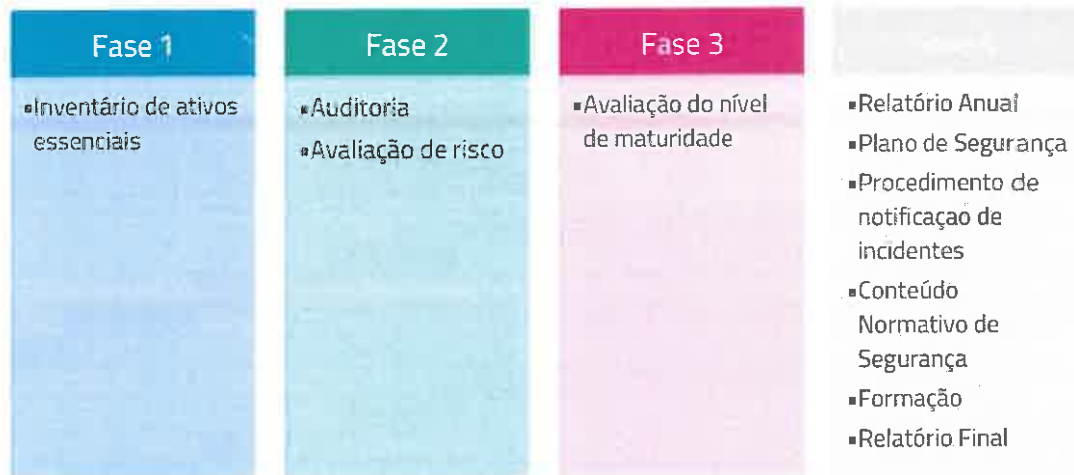 Fase 1
▪Inventário de ativos
essenciais
Fase 2
▪Auditoria
▪Avaliação de risco
Fase 3
▪Avaliação do nível
de maturidade
▪Relatório Anual
▪Plano de Segurança
▪Procedimento de
notificaçao de
incidentes
▪Conteúdo
Normativo de
Segurança
▪Formação
▪Relatório Final